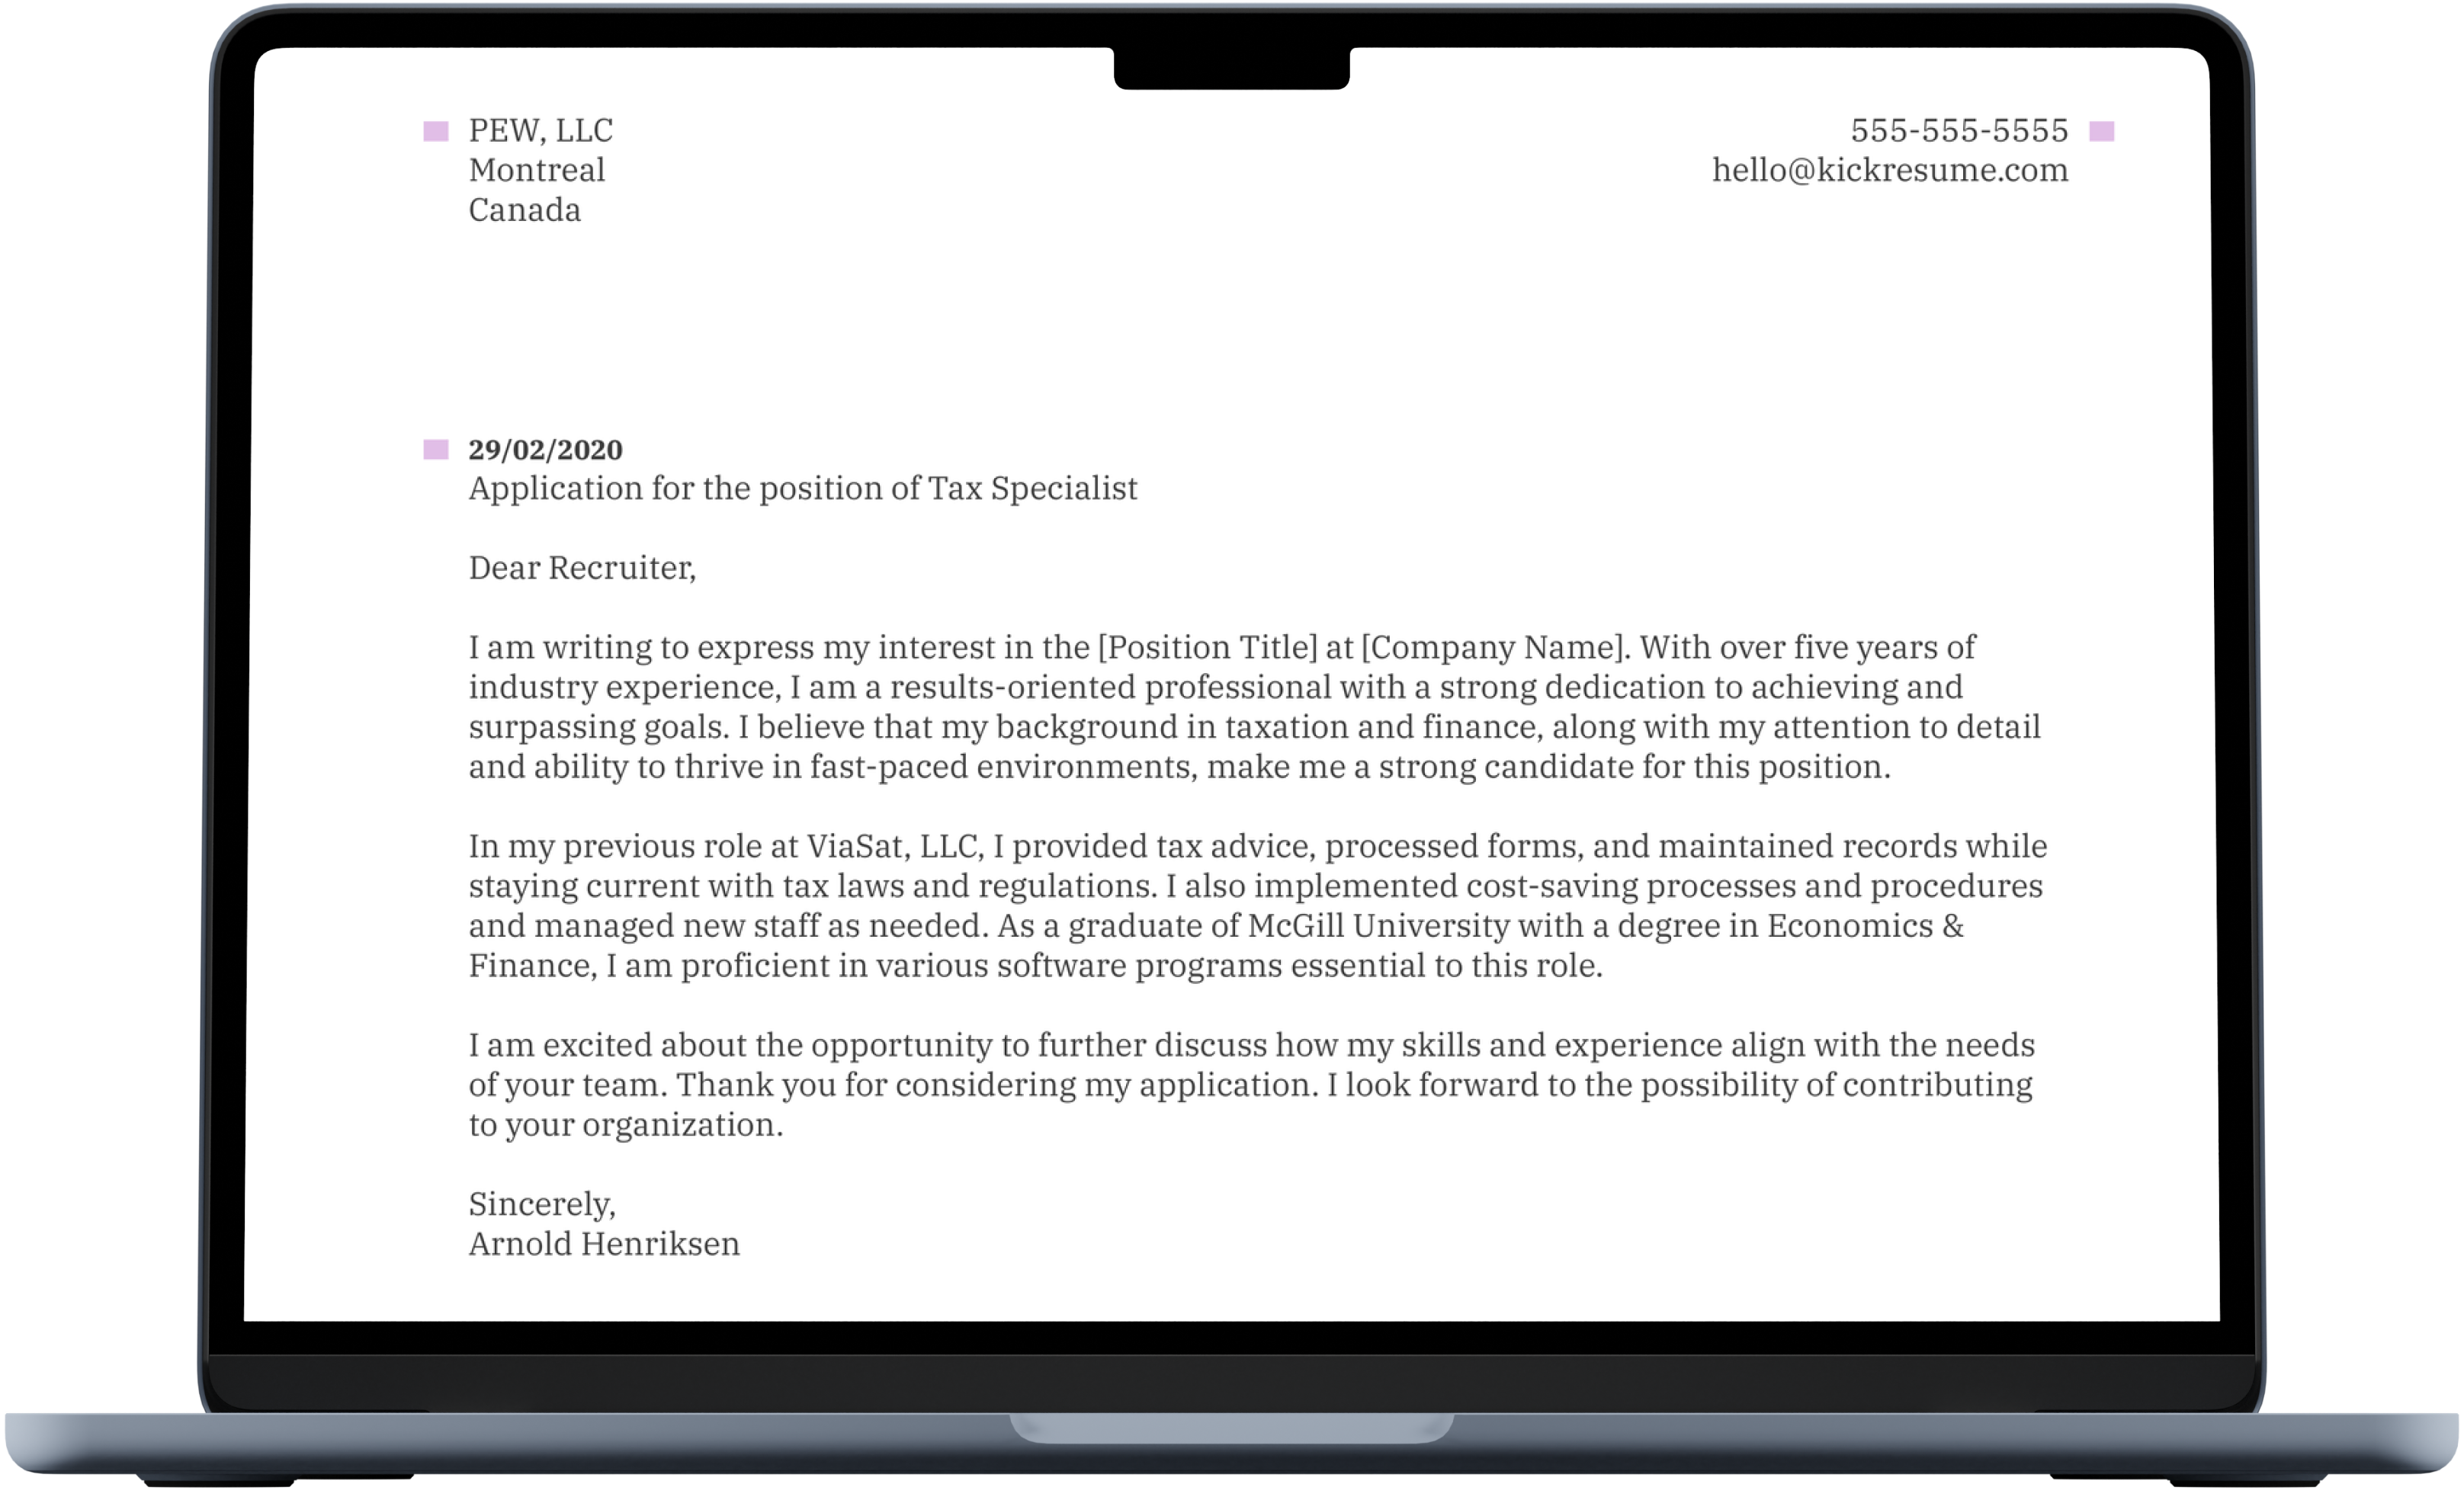 PEW, LLC
Montreal
Canada
555-555-5555
hello@kickresume.com
29/02/2020
Application for the position of Tax Specialist
Dear Recruiter,
I am writing to express my interest in the [Position Title] at [Company Name]. With over five years of
industry experience, I am a results-oriented professional with a strong dedication to achieving and
surpassing goals. I believe that my background in taxation and finance, along with my attention to detail
and ability to thrive in fast-paced environments, make me a strong candidate for this position.
In my previous role at ViaSat, LLC, I provided tax advice, processed forms, and maintained records while
staying current with tax laws and regulations. I also implemented cost-saving processes and procedures
and managed new staff as needed. As a graduate of McGill University with a degree in Economics &
Finance, I am proficient in various software programs essential to this role.
I am excited about the opportunity to further discuss how my skills and experience align with the needs
of your team. Thank you for considering my application. I look forward to the possibility of contributing
to your organization.
Sincerely,
Arnold Henriksen